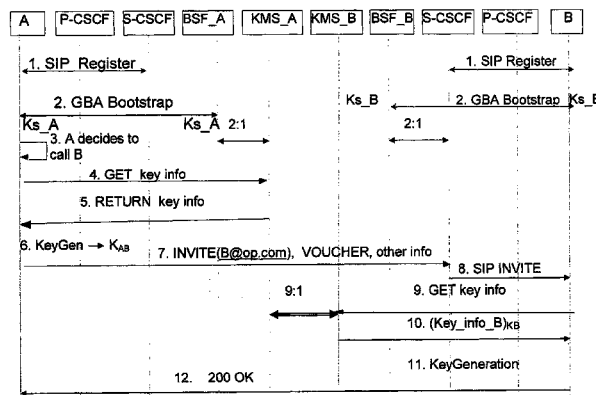 A P-CSCF S-CSCF BSF_A KMS_A KMS_B BSF_B S-CSCF P-CSCF B
1. SIP Register 1. SIP Register
2. GBA Bootstrap Ks_B 2. GBA Bootstrap Ks_B
Ks_A Ks_A 2:1 2:1
3. A decides to
call B
4. GET key info
5. RETURN key info
6. KeyGen → KAB
7. INVITE(B@op.com), VOUCHER, other info
8. SIP INVITE
9:1 9. GET key info
10. (Key_info_B)KB
11. KeyGeneration
12. 200 OK